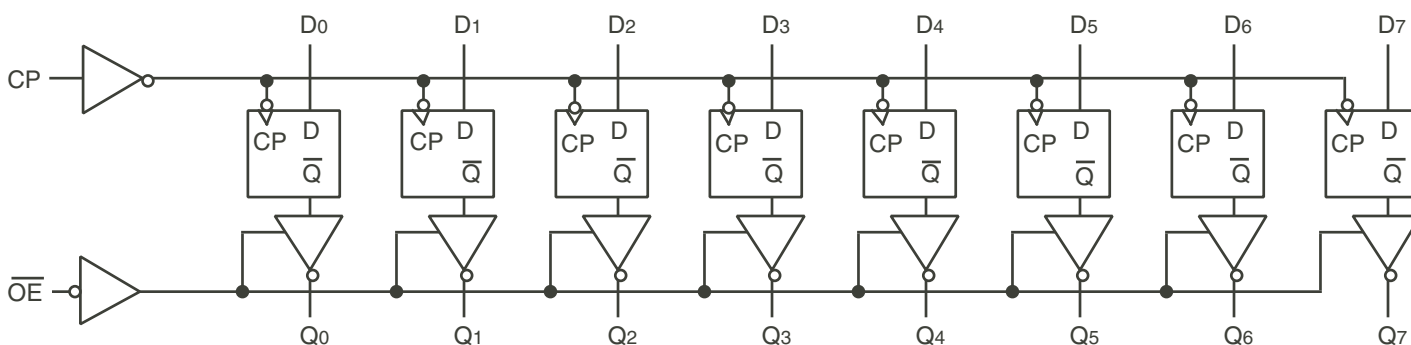 D0 D1 D2 D3 D4 D5 D6 D7
CP
CP D CP D CP D CP D CP D CP D CP D CP D
Q̅ Q̅ Q̅ Q̅ Q̅ Q̅ Q̅ Q̅
O̅E̅
Q0 Q1 Q2 Q3 Q4 Q5 Q6 Q7